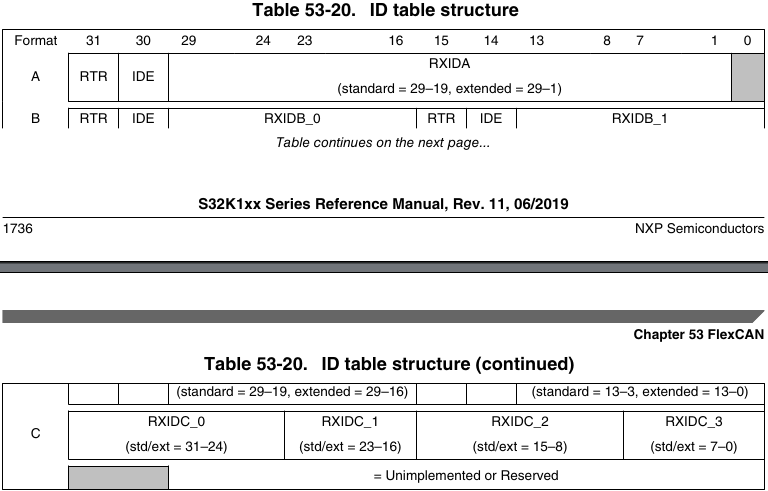 Table 53-20. ID table structure
Format 31 30 29 24 23 16 15 14 13 8 7 1 0
A RTR IDE RXIDA
(standard = 29–19, extended = 29–1)
B RTR IDE RXIDB_0 RTR IDE RXIDB_1
Table continues on the next page...
S32K1xx Series Reference Manual, Rev. 11, 06/2019
1736 NXP Semiconductors
Chapter 53 FlexCAN
Table 53-20. ID table structure (continued)
(standard = 29–19, extended = 29–16) (standard = 13–3, extended = 13–0)
C RXIDC_0 RXIDC_1 RXIDC_2 RXIDC_3
(std/ext = 31–24) (std/ext = 23–16) (std/ext = 15–8) (std/ext = 7–0)
= Unimplemented or Reserved